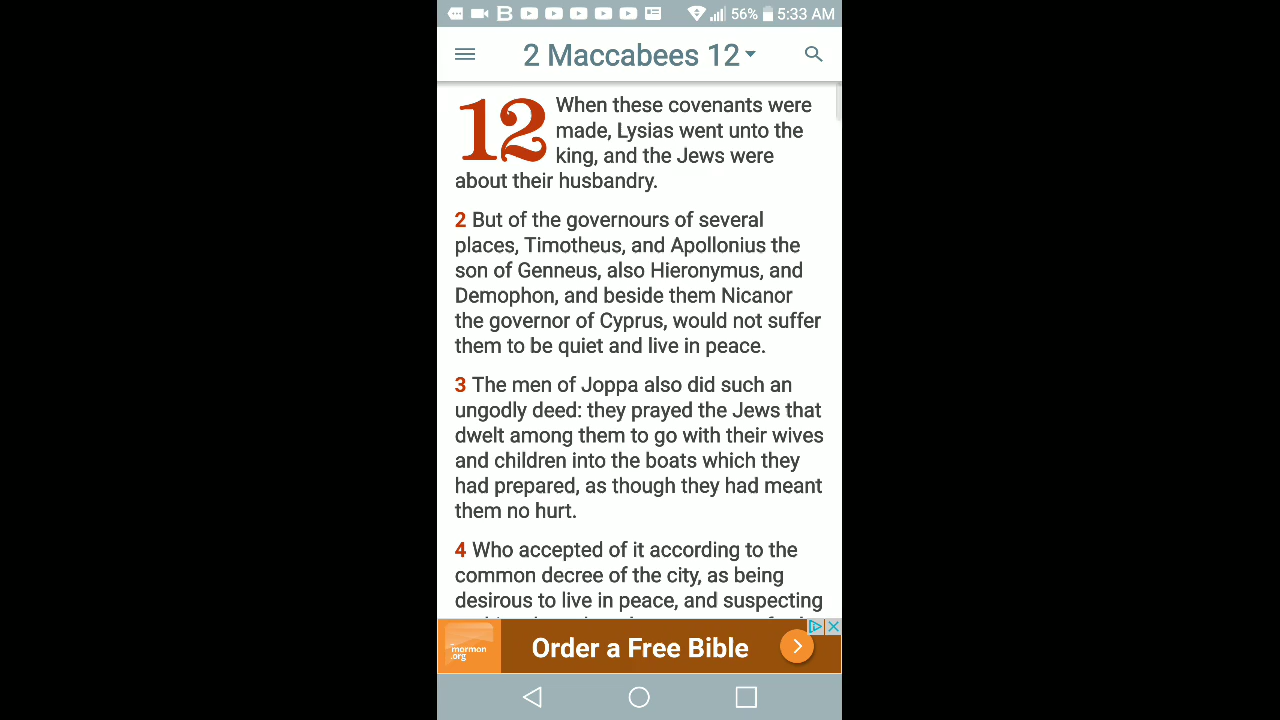 56% 5:33 AM
2 Maccabees 12
12 When these covenants were
made, Lysias went unto the
king, and the Jews were
about their husbandry.
2 But of the governours of several
places, Timotheus, and Apollonius the
son of Genneus, also Hieronymus, and
Demophon, and beside them Nicanor
the governor of Cyprus, would not suffer
them to be quiet and live in peace.
3 The men of Joppa also did such an
ungodly deed: they prayed the Jews that
dwelt among them to go with their wives
and children into the boats which they
had prepared, as though they had meant
them no hurt.
4 Who accepted of it according to the
common decree of the city, as being
desirous to live in peace, and suspecting
mormon
.org
Order a Free Bible